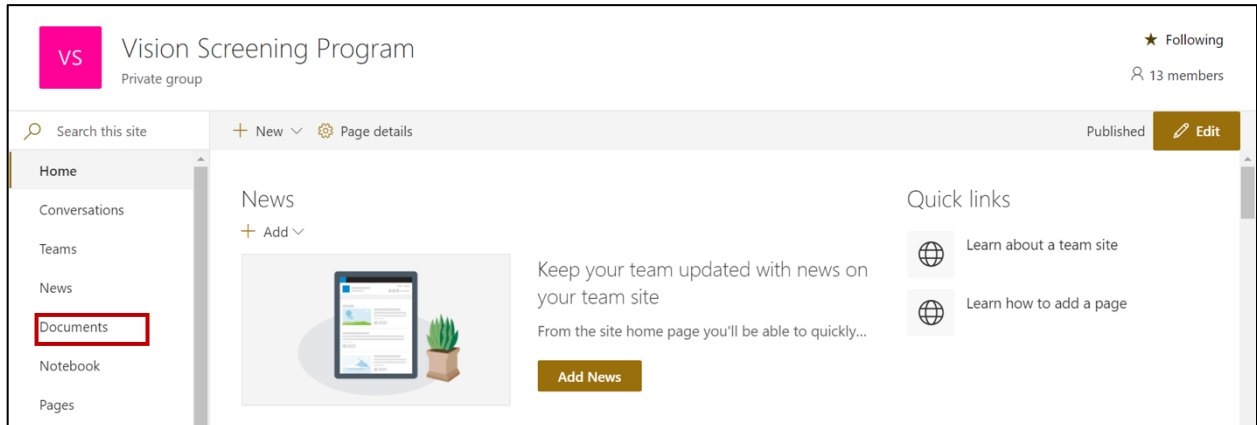 VS
Vision Screening Program
Private group
Following
13 members
Search this site
New
Page details
Published
Edit
Home
Conversations
Teams
News
Documents
Notebook
Pages
News
Add
Keep your team updated with news on
your team site
From the site home page you'll be able to quickly...
Add News
Quick links
Learn about a team site
Learn how to add a page